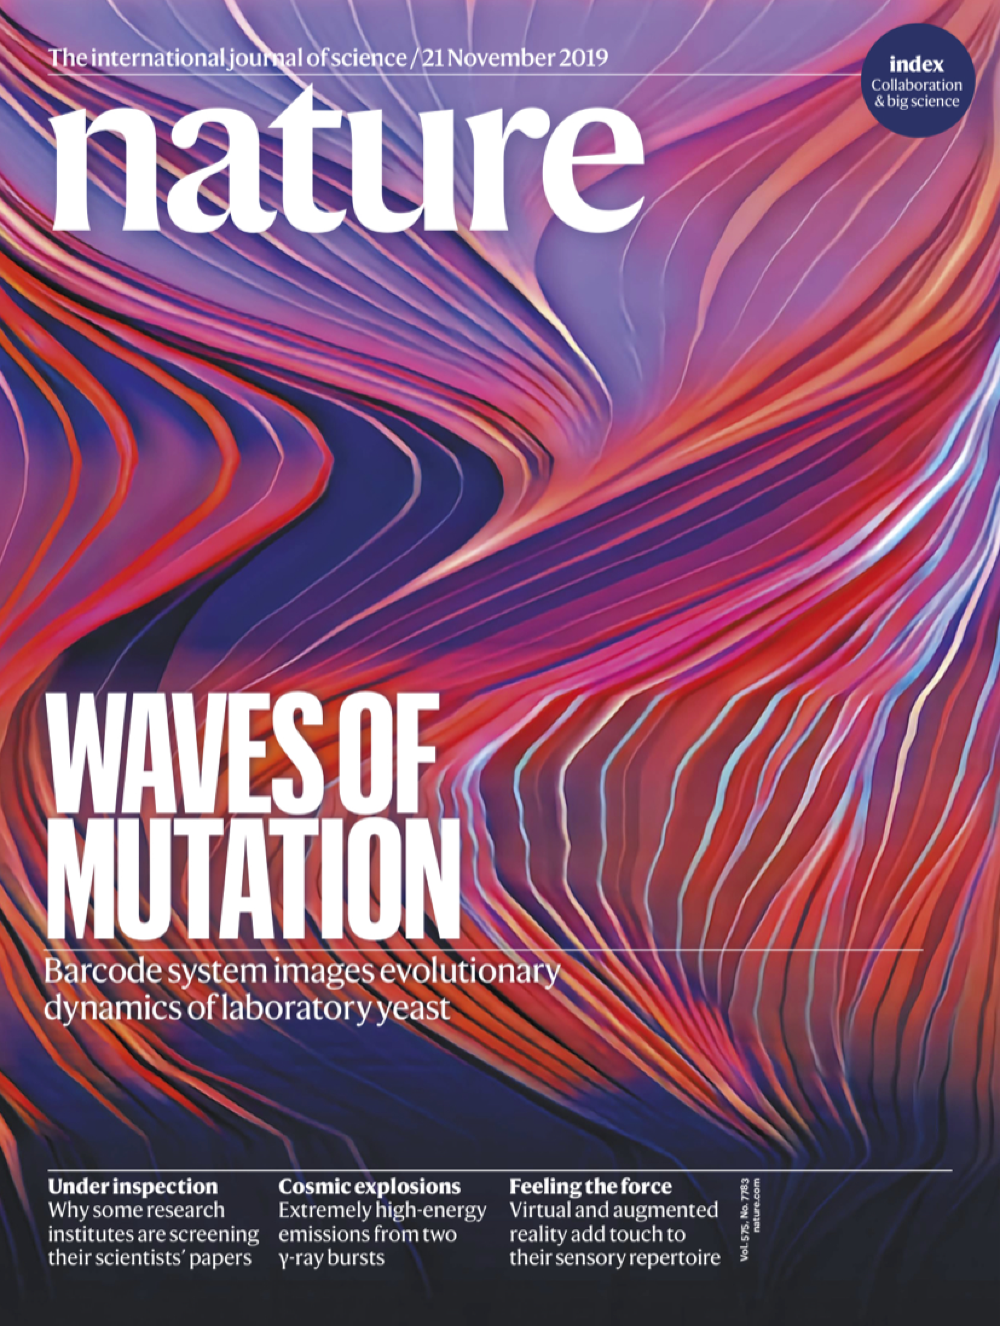 The international journal of science / 21 November 2019
index
Collaboration
& big science
nature
WAVES OF
MUTATION
Barcode system images evolutionary
dynamics of laboratory yeast
Under inspection
Why some research
institutes are screening
their scientists’ papers
Cosmic explosions
Extremely high-energy
emissions from two
γ-ray bursts
Feeling the force
Virtual and augmented
reality add touch to
their sensory repertoire
Vol. 575, No. 7783
nature.com